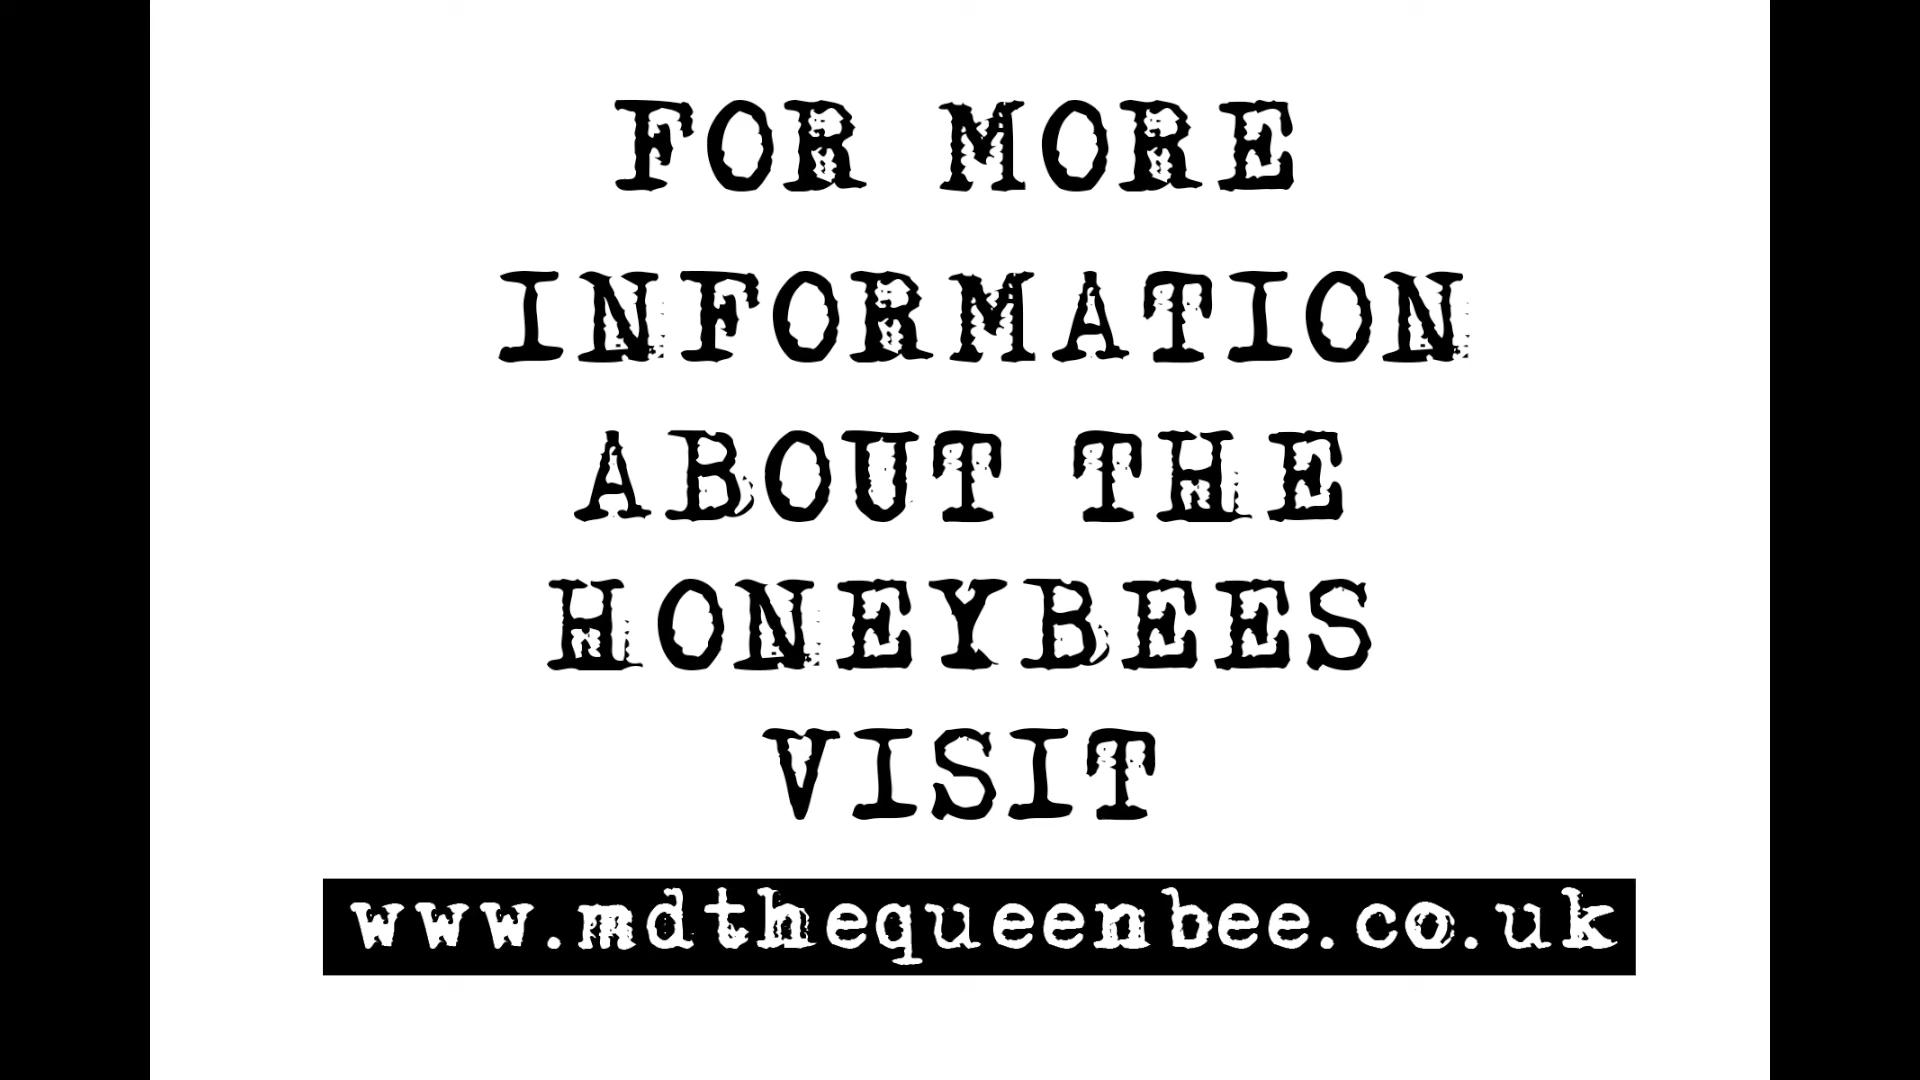 FOR MORE
INFORMATION
ABOUT THE
HONEYBEES
VISIT
www.mdthequeenbee.co.uk